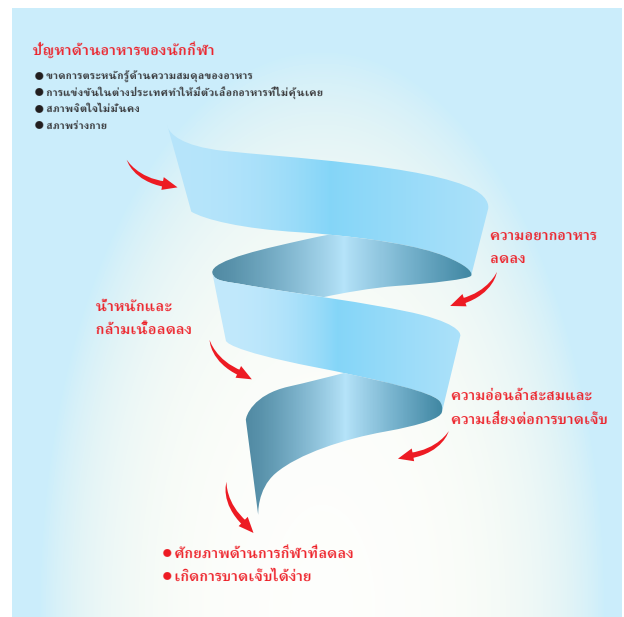 ปัญหาด้านอาหารของนักกีฬา
● ขาดการตระหนักรู้ด้านความสมดุลของอาหาร
● การแข่งขันในต่างประเทศทำให้มีตัวเลือกอาหารที่ไม่คุ้นเคย
● สภาพจิตใจไม่มั่นคง
● สภาพร่างกาย
ความอยากอาหาร
ลดลง
น้ำหนักและ
กล้ามเนื้อลดลง
ความอ่อนล้าสะสมและ
ความเสี่ยงต่อการบาดเจ็บ
● ศักยภาพด้านการกีฬาที่ลดลง
● เกิดการบาดเจ็บได้ง่าย